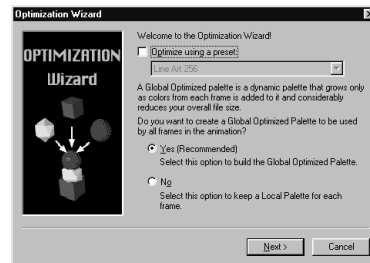 Optimization Wizard
OPTIMIZATION
Wizard
Welcome to the Optimization Wizard!
Optimize using a preset:
Line Art 256
A Global Optimized palette is a dynamic palette that grows only
as colors from each frame is added to it and considerably
reduces your overall file size.
Do you want to create a Global Optimized Palette to be used
by all frames in the animation?
Yes (Recommended)
Select this option to build the Global Optimized Palette.
No
Select this option to keep a Local Palette for each
frame.
Next >
Cancel